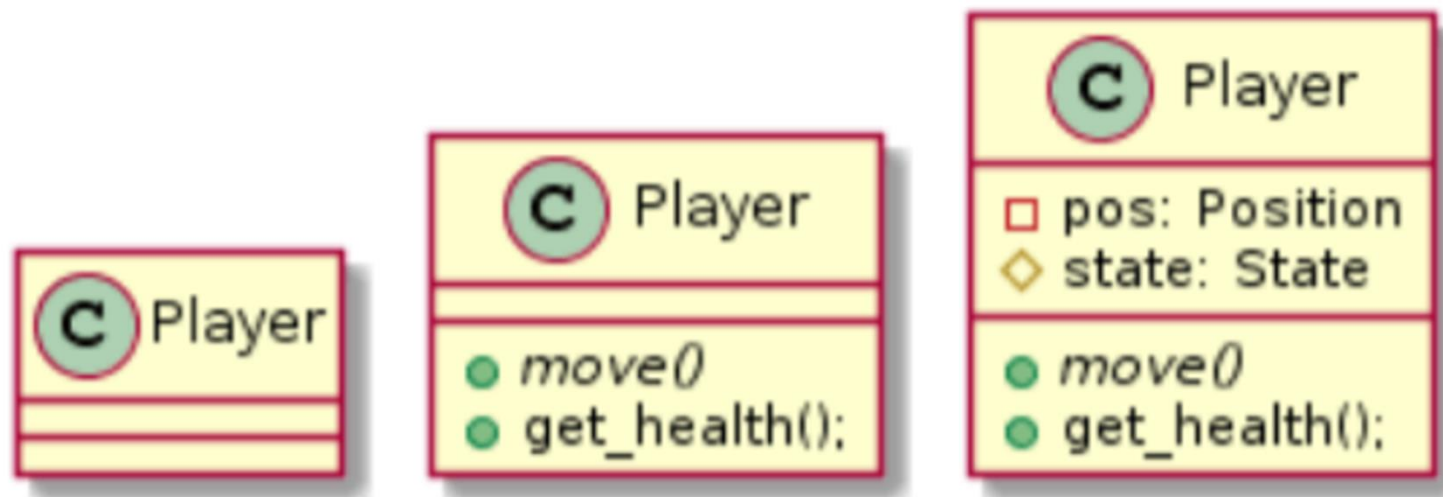 C Player
C Player
move()
get_health();
C Player
pos: Position
state: State
move()
get_health();